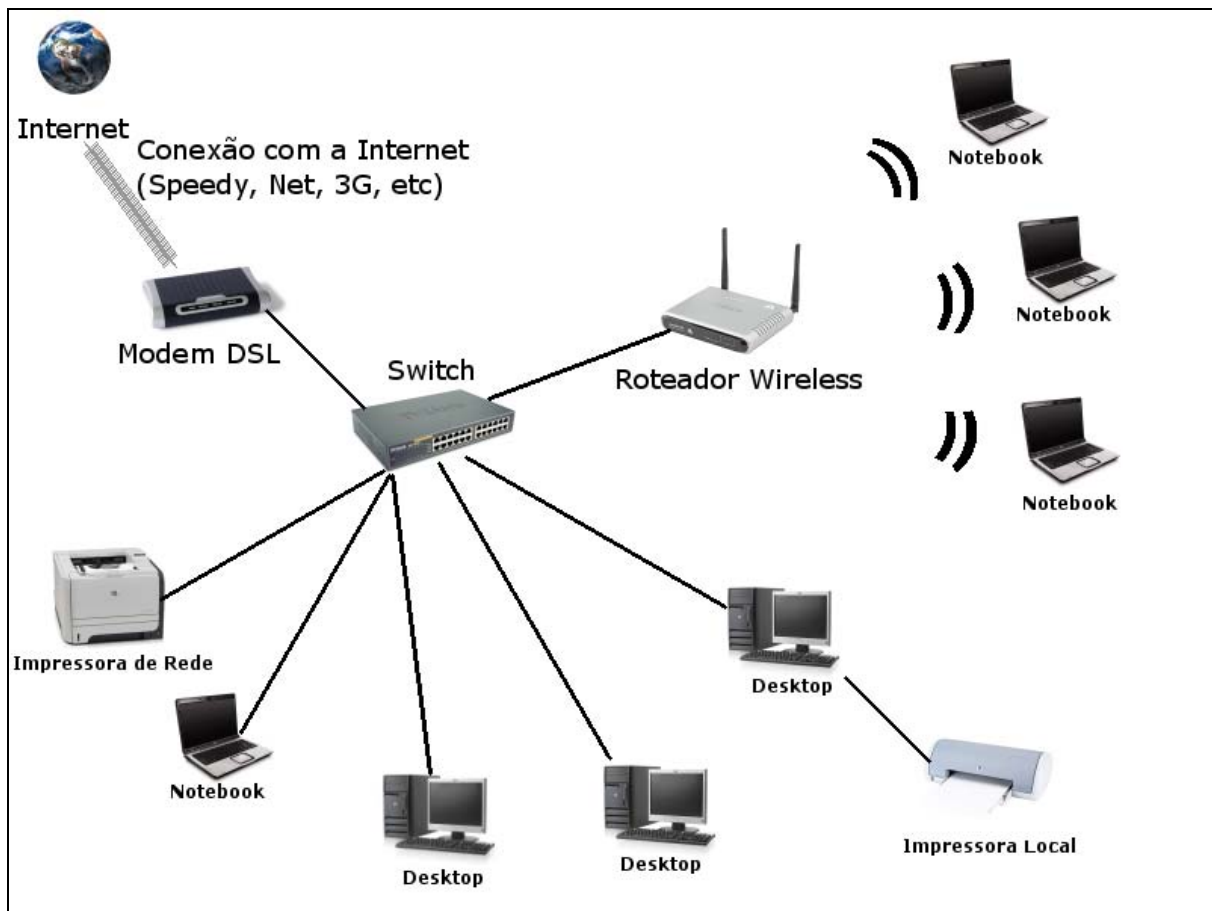 Internet
Conexão com a Internet
(Speedy, Net, 3G, etc)
Notebook
Notebook
Modem DSL
Switch
Roteador Wireless
Notebook
Impressora de Rede
Desktop
Notebook
Desktop
Desktop
Impressora Local